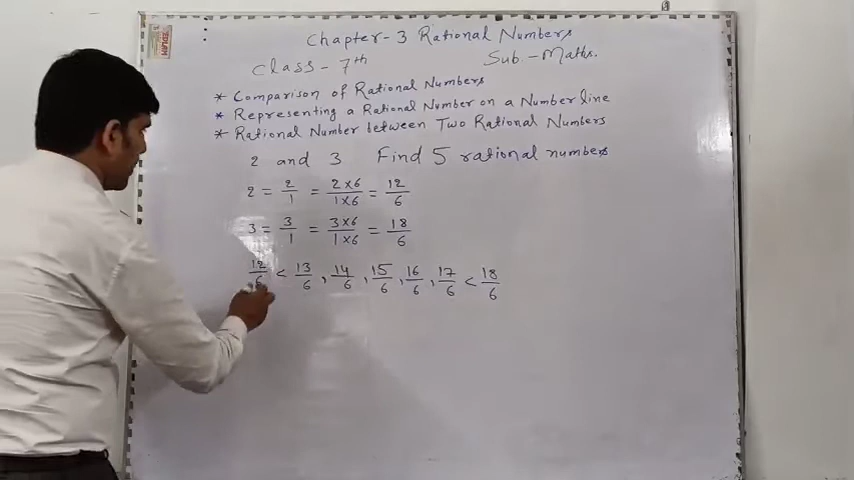 Chapter-3 Rational Numbers
Class-7th Sub.-Maths.
* Comparison of Rational Numbers
* Representing a Rational Number on a Number line
* Rational Number between Two Rational Numbers
2 and 3 Find 5 rational numbers
2 = 2/1 = 2×6/1×6 = 12/6
3 = 3/1 = 3×6/1×6 = 18/6
12/6 < 13/6, 14/6, 15/6, 16/6, 17/6 < 18/6